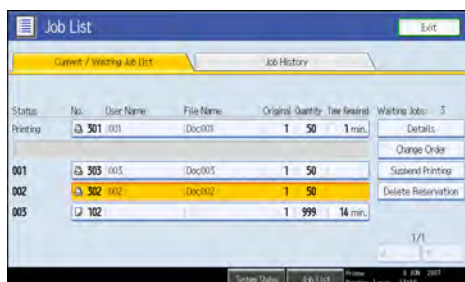 Job List
Exit
Current / Waiting Job List
Job History
Status No. User Name File Name Original Quantity Time Required Waiting Jobs: 3
Printing 301 001 Doc001 1 50 1 min. Details
Change Order
001 303 003 Doc003 1 50 Suspend Printing
002 302 002 Doc002 1 50 Delete Reservation
003 102 1 999 14 min.
1/1
System Status Job List
6 JUN 2007